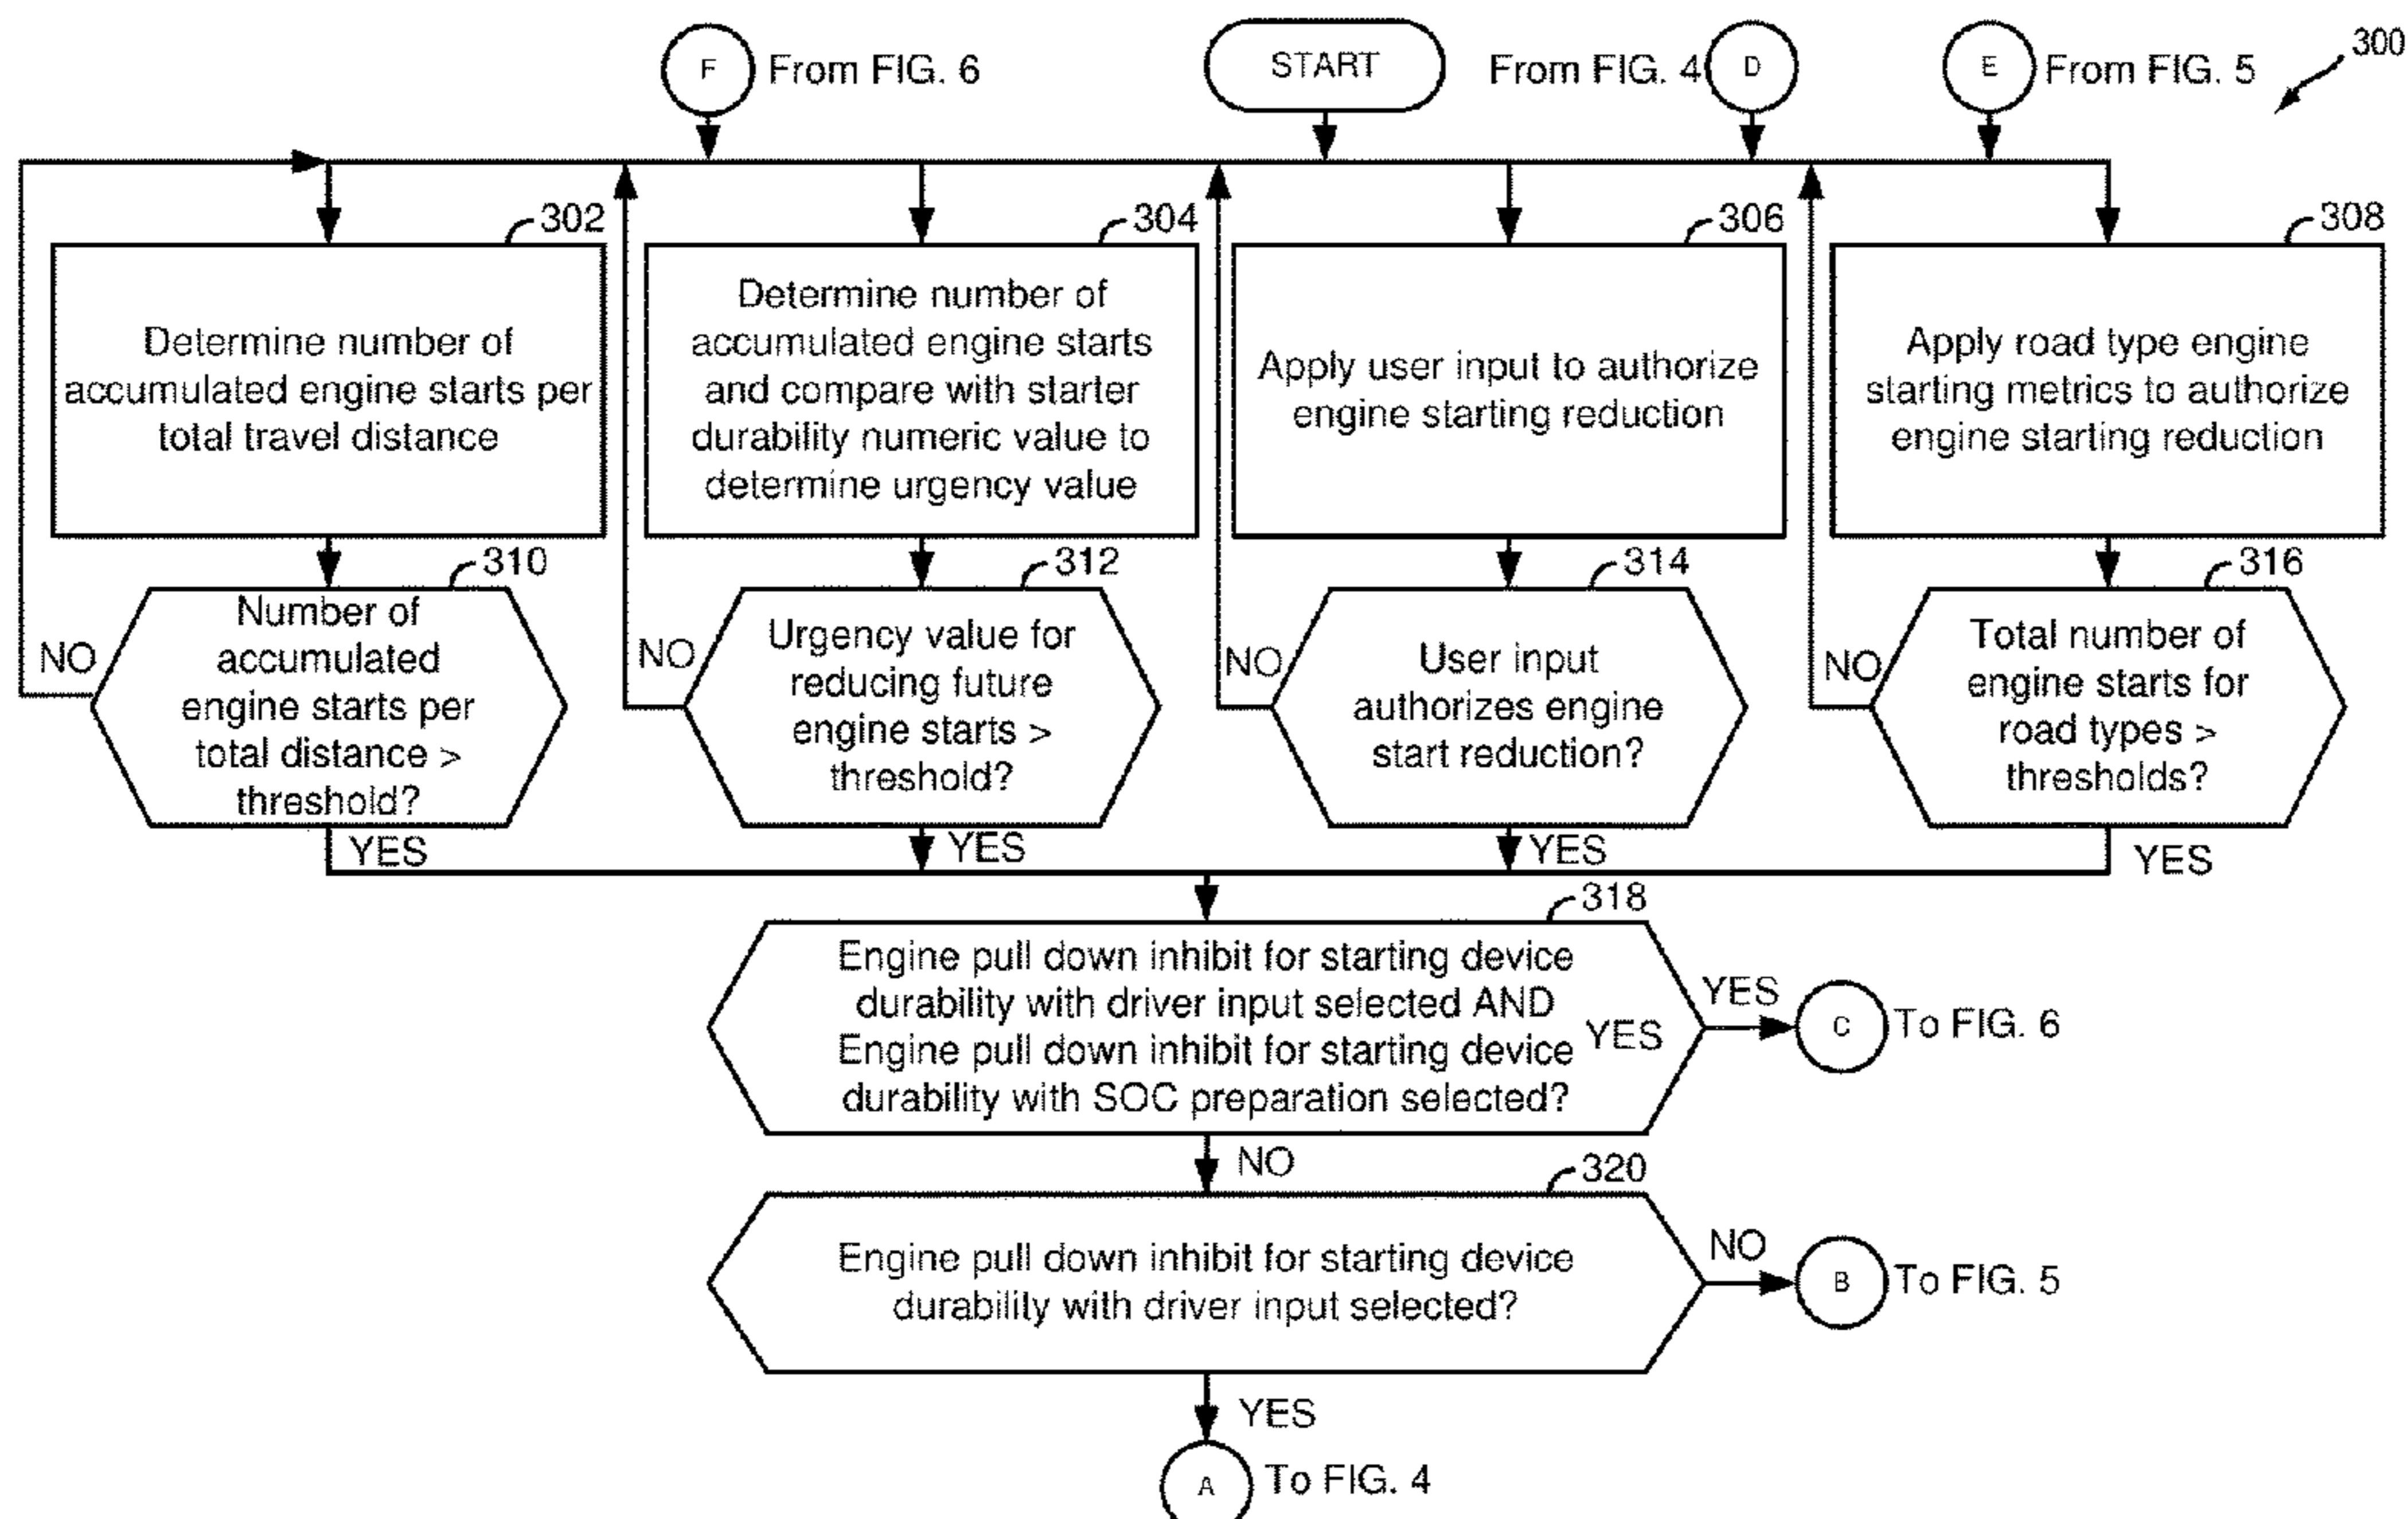 F From FIG. 6
START
From FIG. 4 D
E From FIG. 5
300
302
Determine number of
accumulated engine starts per
total travel distance
304
Determine number of
accumulated engine starts
and compare with starter
durability numeric value to
determine urgency value
306
Apply user input to authorize
engine starting reduction
308
Apply road type engine
starting metrics to authorize
engine starting reduction
310
Number of
accumulated
engine starts per
total distance >
threshold?
NO
YES
312
Urgency value for
reducing future
engine starts >
threshold?
NO
YES
314
User input
authorizes engine
start reduction?
NO
YES
316
Total number of
engine starts for
road types >
thresholds?
NO
YES
318
Engine pull down inhibit for starting device
durability with driver input selected AND
Engine pull down inhibit for starting device
durability with SOC preparation selected?
YES
YES
C To FIG. 6
NO
320
Engine pull down inhibit for starting device
durability with driver input selected?
NO
B To FIG. 5
YES
A To FIG. 4